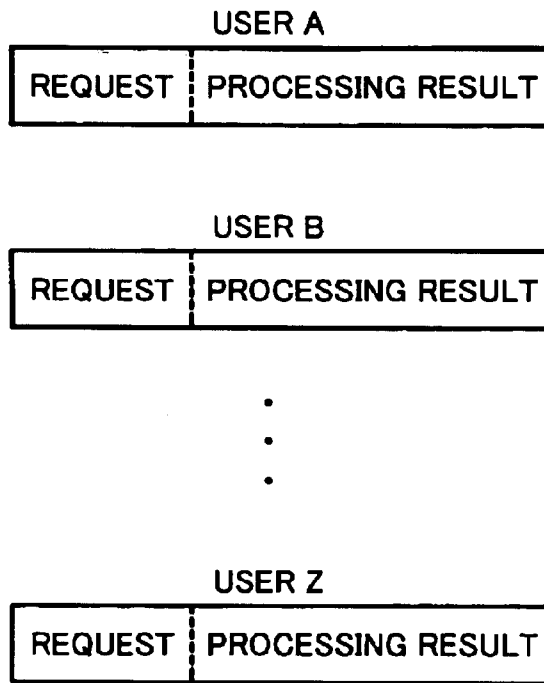 USER A
REQUEST PROCESSING RESULT
USER B
REQUEST PROCESSING RESULT
USER Z
REQUEST PROCESSING RESULT